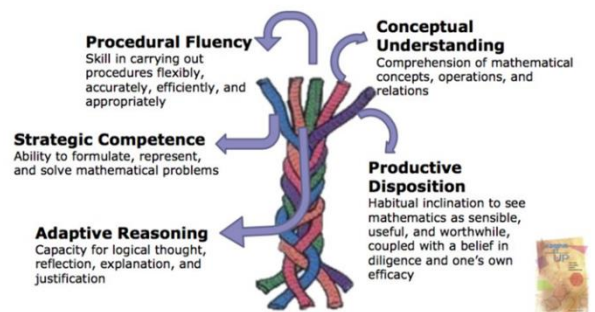 Procedural Fluency
Skill in carrying out
procedures flexibly,
accurately, efficiently, and
appropriately
Conceptual
Understanding
Comprehension of mathematical
concepts, operations, and
relations
Strategic Competence
Ability to formulate, represent,
and solve mathematical problems
Productive
Disposition
Habitual inclination to see
mathematics as sensible,
useful, and worthwhile,
coupled with a belief in
diligence and one's own
efficacy
Adaptive Reasoning
Capacity for logical thought,
reflection, explanation, and
justification